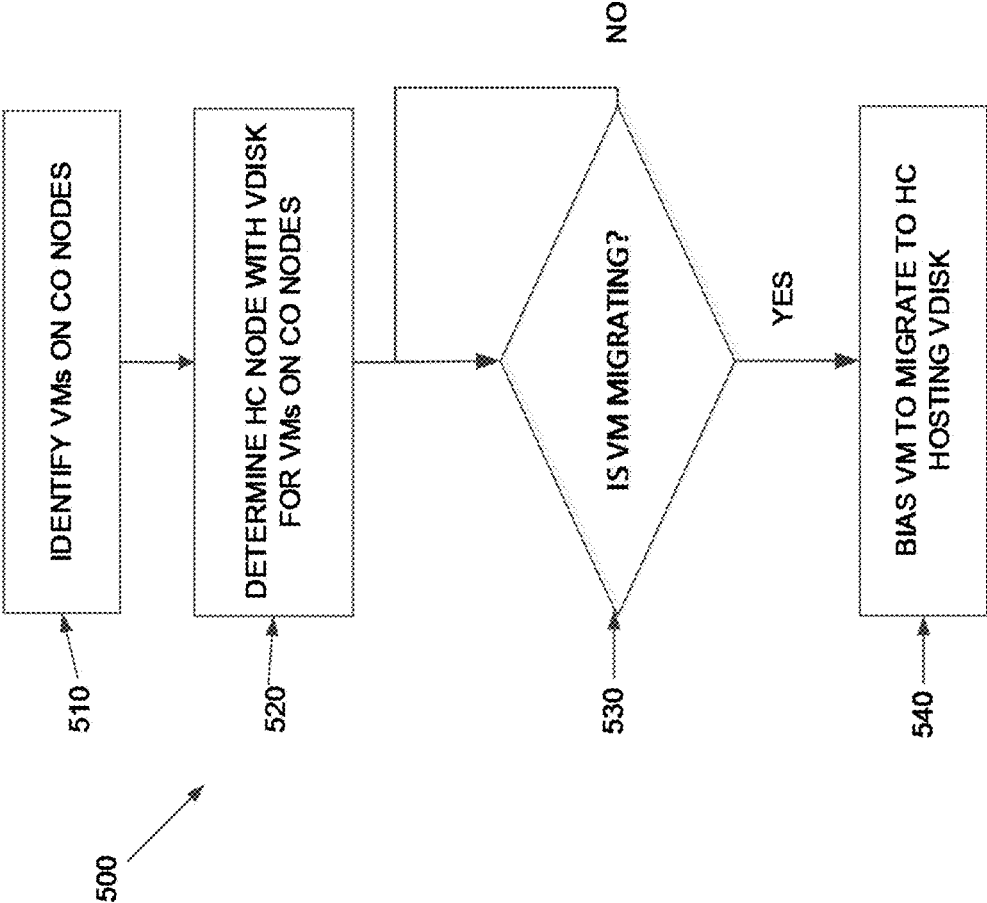 500
510
IDENTIFY VMs ON CO NODES
520
DETERMINE HC NODE WITH VDISK
FOR VMs ON CO NODES
530
IS VM MIGRATING?
NO
YES
540
BIAS VM TO MIGRATE TO HC
HOSTING VDISK